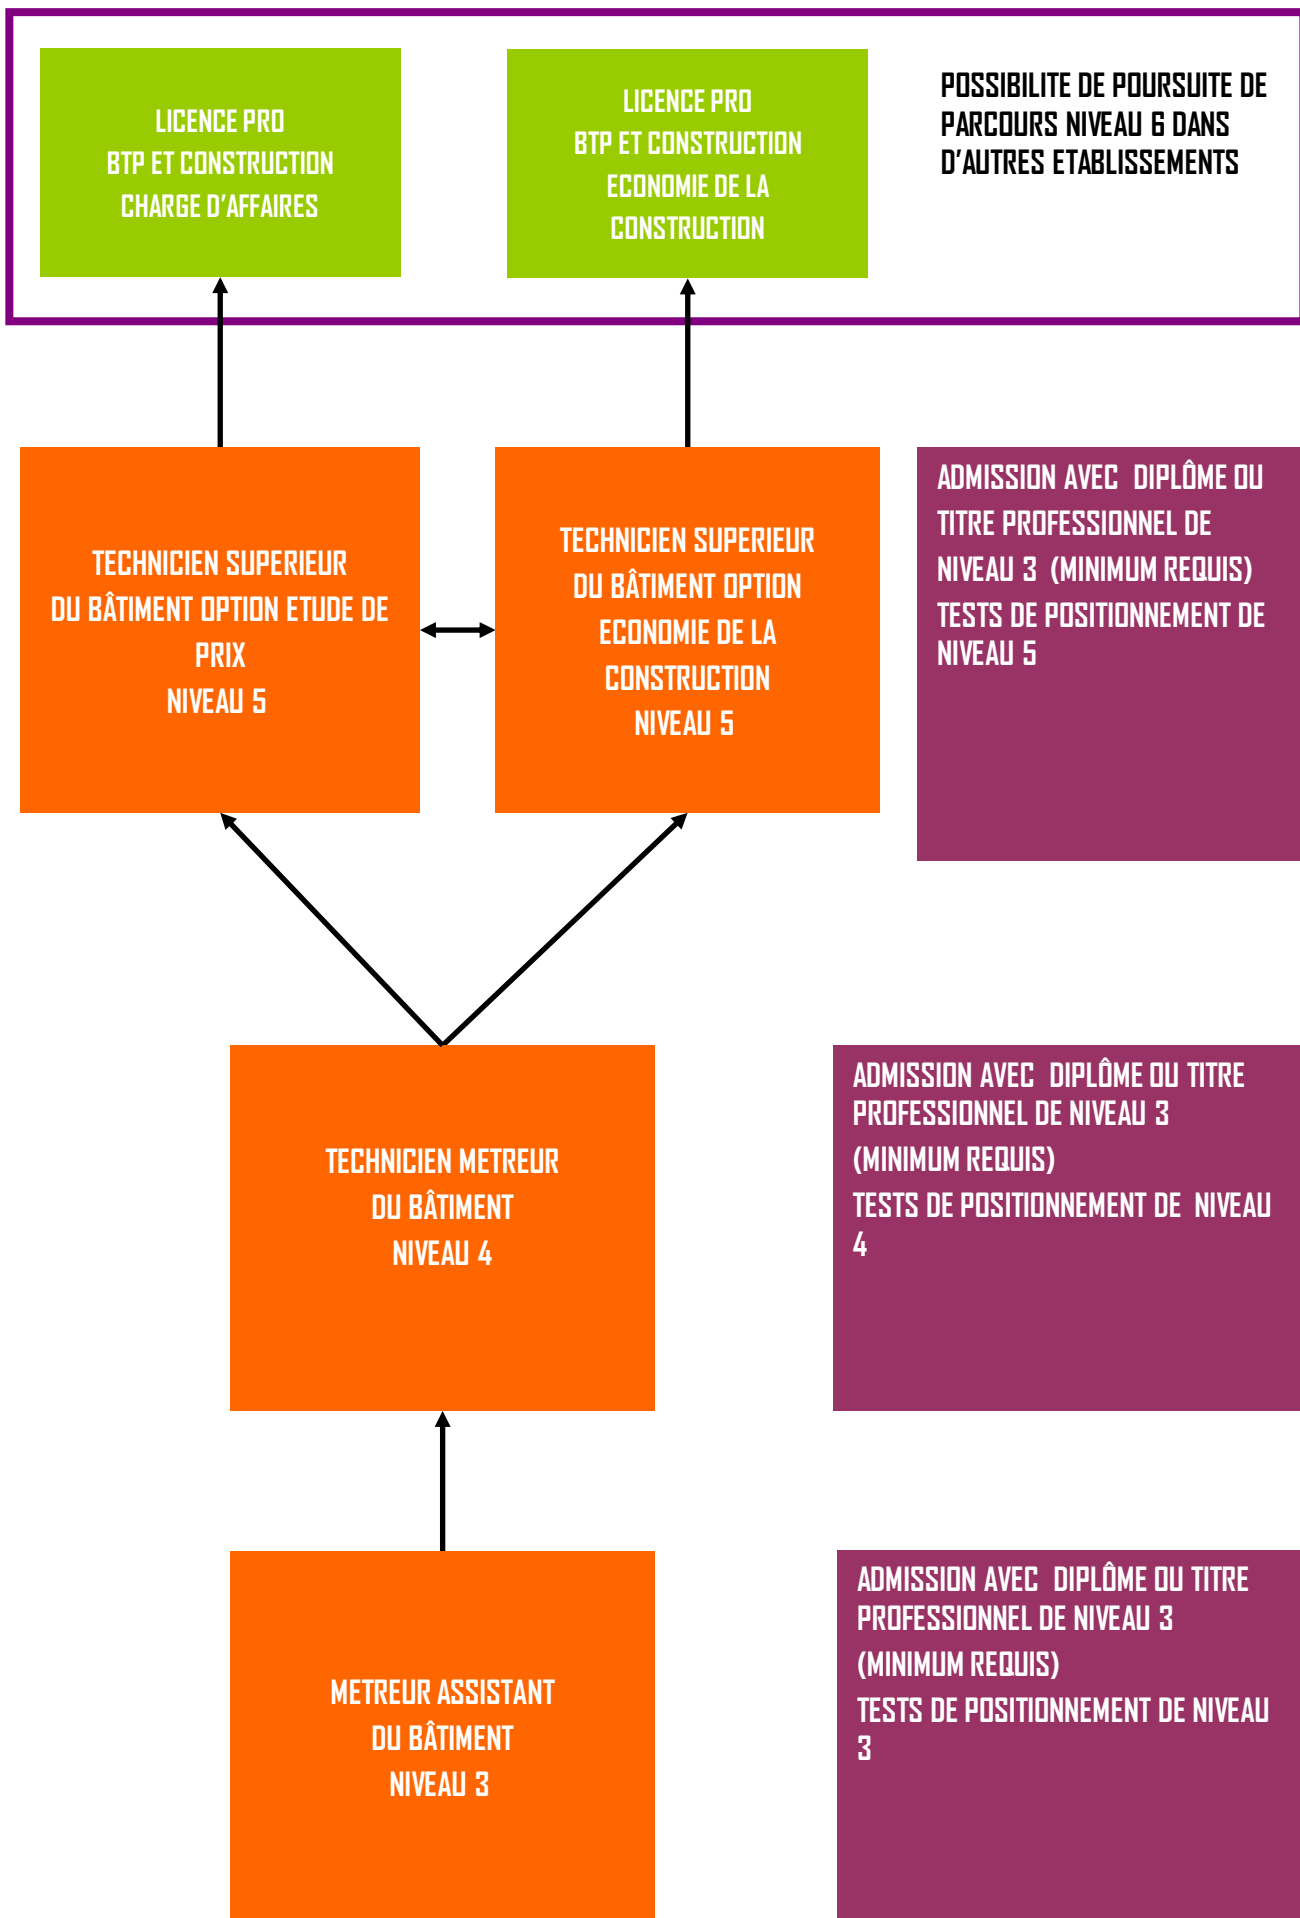 LICENCE PRO
BTP ET CONSTRUCTION
CHARGE D'AFFAIRES
LICENCE PRO
BTP ET CONSTRUCTION
ECONOMIE DE LA
CONSTRUCTION
POSSIBILITE DE POURSUITE DE
PARCOURS NIVEAU 6 DANS
D'AUTRES ETABLISSEMENTS
TECHNICIEN SUPERIEUR
DU BÂTIMENT OPTION ETUDE DE
PRIX
NIVEAU 5
TECHNICIEN SUPERIEUR
DU BÂTIMENT OPTION
ECONOMIE DE LA
CONSTRUCTION
NIVEAU 5
ADMISSION AVEC DIPLÔME OU
TITRE PROFESSIONNEL DE
NIVEAU 3 (MINIMUM REQUIS)
TESTS DE POSITIONNEMENT DE
NIVEAU 5
TECHNICIEN METREUR
DU BÂTIMENT
NIVEAU 4
ADMISSION AVEC DIPLÔME OU TITRE
PROFESSIONNEL DE NIVEAU 3
(MINIMUM REQUIS)
TESTS DE POSITIONNEMENT DE NIVEAU
4
METREUR ASSISTANT
DU BÂTIMENT
NIVEAU 3
ADMISSION AVEC DIPLÔME OU TITRE
PROFESSIONNEL DE NIVEAU 3
(MINIMUM REQUIS)
TESTS DE POSITIONNEMENT DE NIVEAU
3